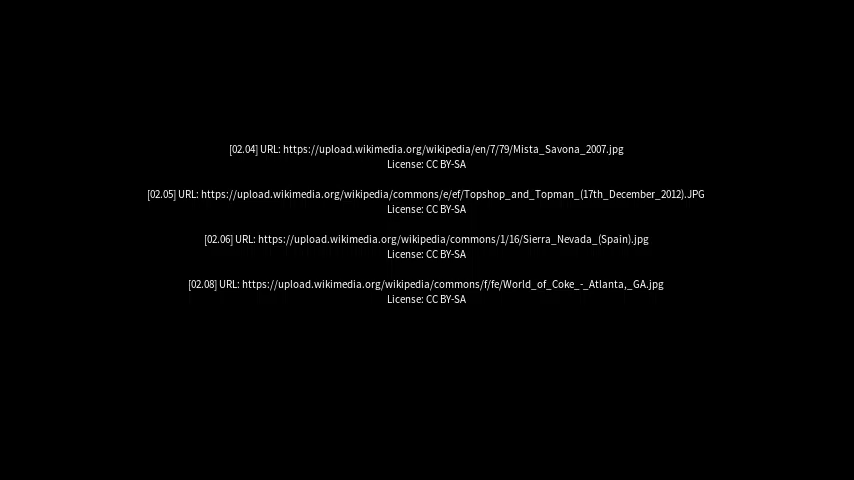 [02.04] URL: https://upload.wikimedia.org/wikipedia/en/7/79/Mista_Savona_2007.jpg
License: CC BY-SA
[02.05] URL: https://upload.wikimedia.org/wikipedia/commons/e/ef/Topshop_and_Topman_(17th_December_2012).JPG
License: CC BY-SA
[02.06] URL: https://upload.wikimedia.org/wikipedia/commons/1/16/Sierra_Nevada_(Spain).jpg
License: CC BY-SA
[02.08] URL: https://upload.wikimedia.org/wikipedia/commons/f/fe/World_of_Coke_-_Atlanta,_GA.jpg
License: CC BY-SA